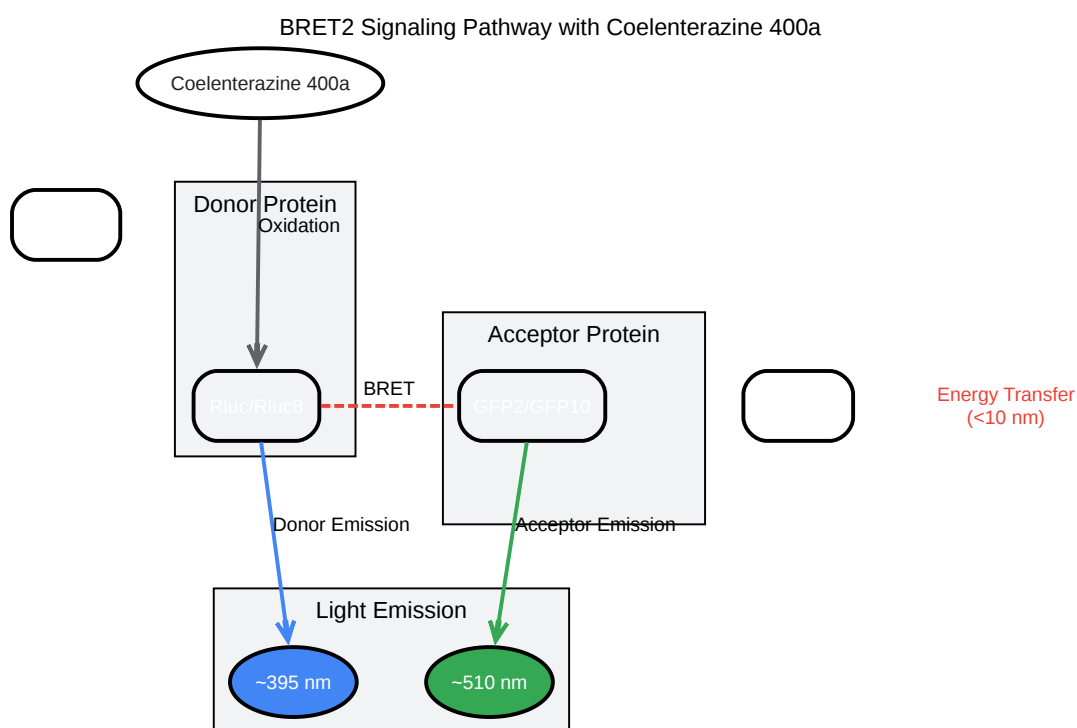 BRET2 Signaling Pathway with Coelenterazine 400a
Coelenterazine 400a
Donor Protein
Oxidation
Acceptor Protein
Rluc/Rluc8
BRET
GFP2/GFP10
Energy Transfer
(<10 nm)
Donor Emission
Acceptor Emission
Light Emission
~395 nm
~510 nm